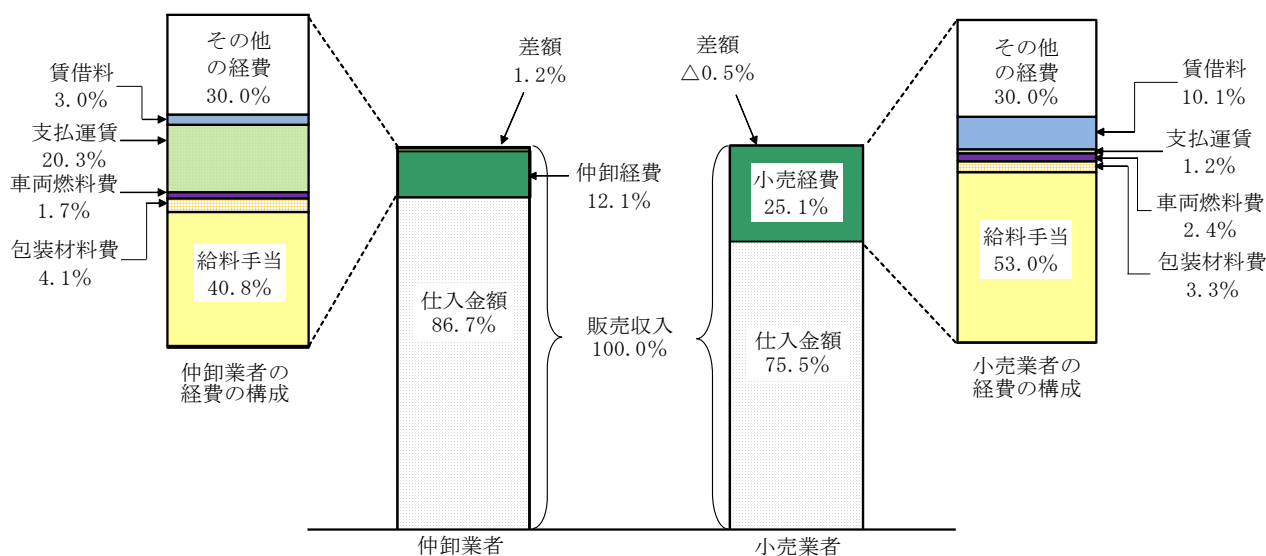 その他
の経費
30.0%
賃借料
3.0%
支払運賃
20.3%
車両燃料費
1.7%
包装材料費
4.1%
給料手当
40.8%
仲卸業者の
経費の構成
差額
1.2%
仲卸経費
12.1%
仕入金額
86.7%
仲卸業者
販売収入
100.0%
差額
△0.5%
小売経費
25.1%
仕入金額
75.5%
小売業者
その他
の経費
30.0%
賃借料
10.1%
支払運賃
1.2%
車両燃料費
2.4%
包装材料費
3.3%
給料手当
53.0%
小売業者の
経費の構成